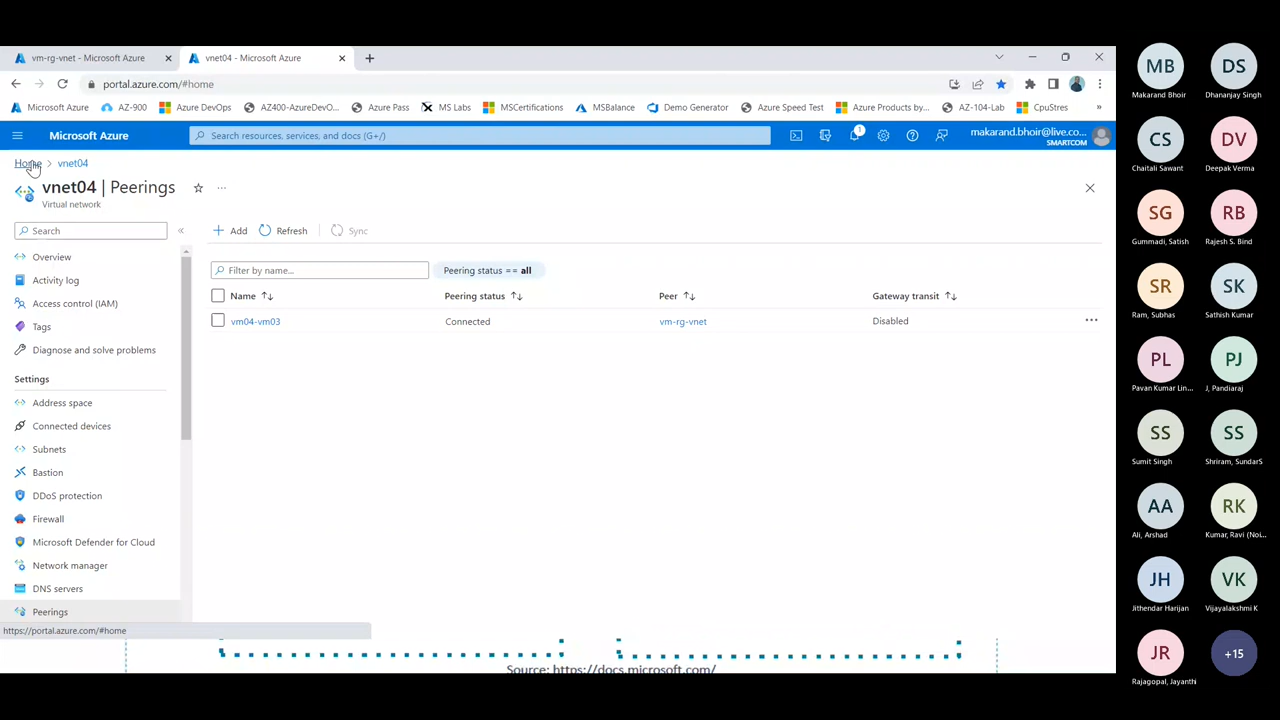 vm-rg-vnet - Microsoft Azure
vnet04 - Microsoft Azure
portal.azure.com/#home
Microsoft Azure
AZ-900
Azure DevOps
AZ400-AzureDevO...
Azure Pass
MS Labs
MSCertifications
MSBalance
Demo Generator
Azure Speed Test
Azure Products by...
AZ-104-Lab
CpuStres
»
Microsoft Azure
Search resources, services, and docs (G+/)
1
makarand.bhoir@live.co...
SMARTCOM
Home > vnet04
vnet04 | Peerings
Virtual network
Search
Overview
Activity log
Access control (IAM)
Tags
Diagnose and solve problems
Settings
Address space
Connected devices
Subnets
Bastion
DDoS protection
Firewall
Microsoft Defender for Cloud
Network manager
DNS servers
Peerings
Add
Refresh
Sync
Filter by name...
Peering status == all
Name
Peering status
Peer
Gateway transit
vm04-vm03
Connected
vm-rg-vnet
Disabled
https://portal.azure.com/#home
Source: https://docs.microsoft.com/
MB
Makarand Bhoir
DS
Dhananjay Singh
CS
Chaitali Sawant
DV
Deepak Verma
SG
Gummadi, Satish
RB
Rajesh S. Bind
SR
Ram, Subhas
SK
Sathish Kumar
PL
Pavan Kumar Lin...
PJ
J, Pandiaraj
SS
Sumit Singh
SS
Shriram, SundarS
AA
Ali, Arshad
RK
Kumar, Ravi (Noi...
JH
Jithendar Harijan
VK
Vijayalakshmi K
JR
Rajagopal, Jayanthi
+15